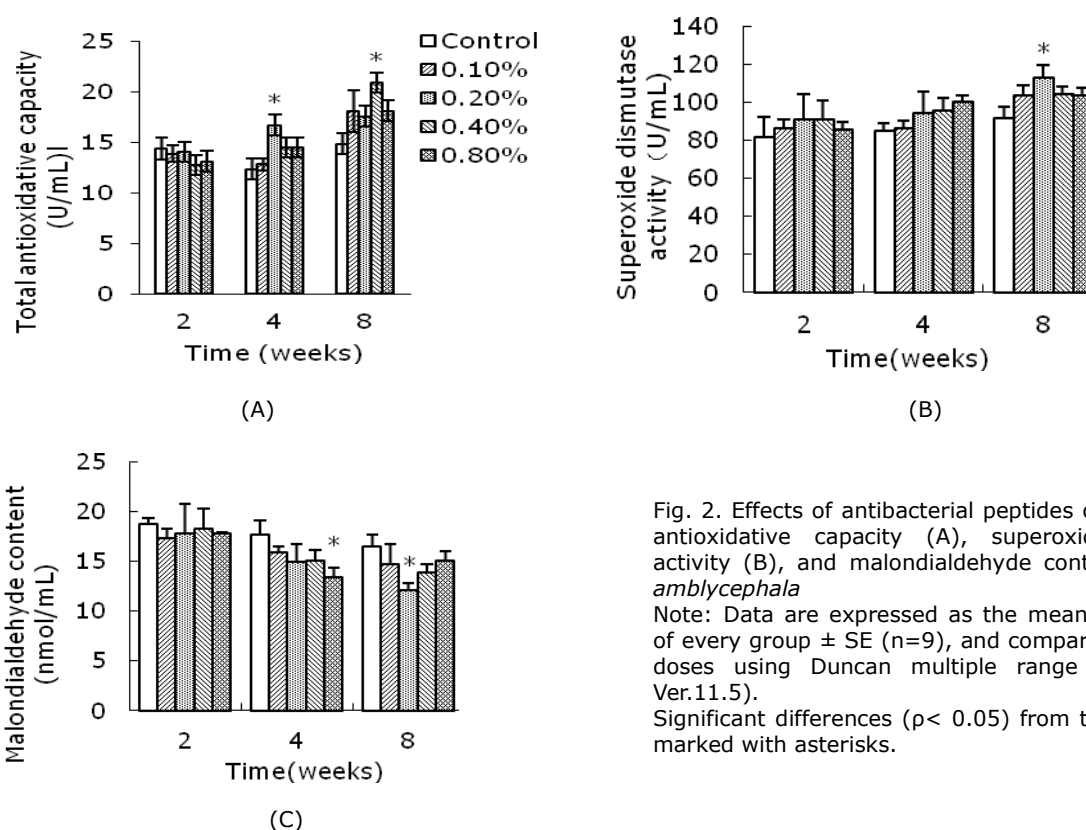 25
20
15
10
5
0
Total antioxidative capacity
(U/mL)l
*
*
2 4 8
Time (weeks)
Control
0.10%
0.20%
0.40%
0.80%
(A)
140
120
100
80
60
40
20
0
Superoxide dismutase
activity (U/mL)
*
2 4 8
Time(weeks)
(B)
25
20
15
10
5
0
Malondialdehyde content
(nmol/mL)
*
*
2 4 8
Time(weeks)
(C)
Fig. 2. Effects of antibacterial peptides
antioxidative capacity (A),
activity (B), and malondialdehyde
amblycephala
Note: Data are expressed as the mean
of every group ± SE (n=9), and
doses using Duncan multiple range
Ver.11.5).
Significant differences (ρ< 0.05) from
marked with asterisks.